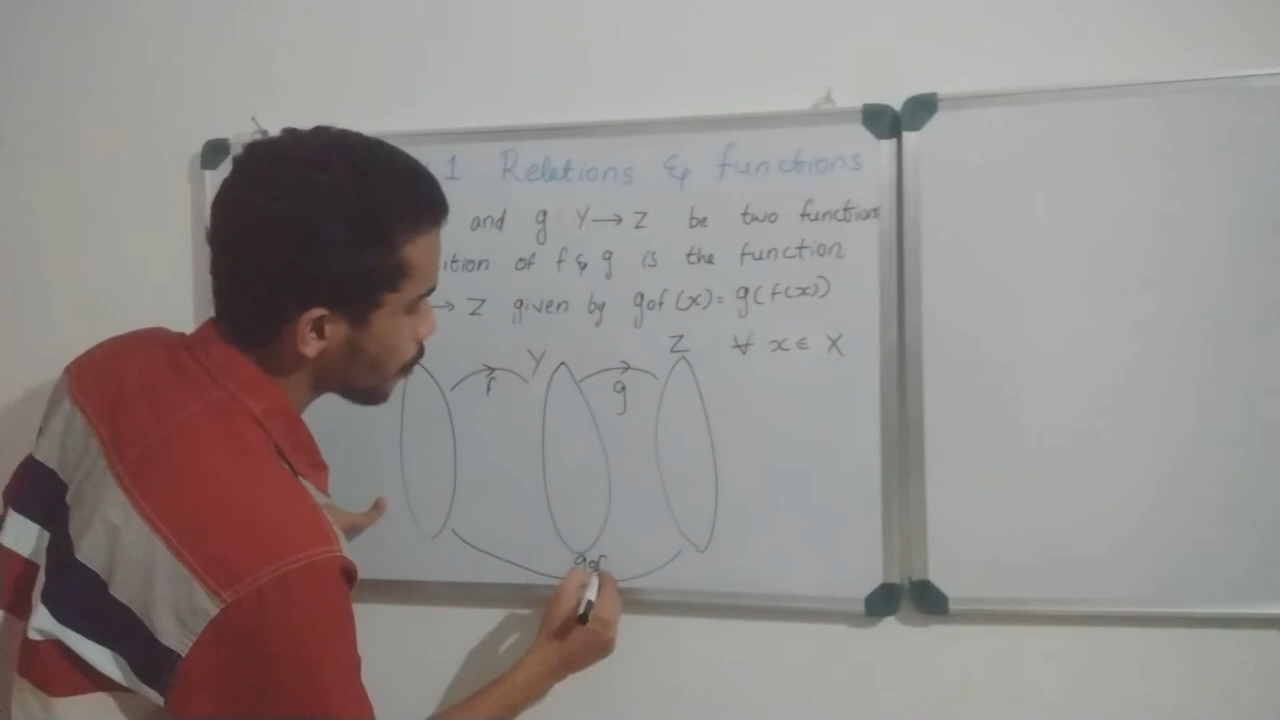 1 Relations & functions
and g Y→Z be two functions
ition of f & g is the function
→ Z given by gof (x) = g(f(x))
∀ x ∈ X
Y Z
f g
gof